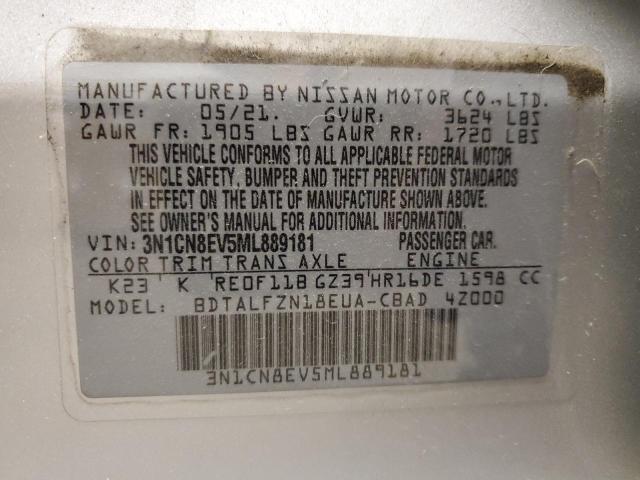 MANUFACTURED BY NISSAN MOTOR CO., LTD.
DATE: 05/21. GVWR: 3624 LBS
GAWR FR: 1905 LBS GAWR RR: 1720 LBS
THIS VEHICLE CONFORMS TO ALL APPLICABLE FEDERAL MOTOR
VEHICLE SAFETY, BUMPER AND THEFT PREVENTION STANDARDS
IN EFFECT ON THE DATE OF MANUFACTURE SHOWN ABOVE.
SEE OWNER'S MANUAL FOR ADDITIONAL INFORMATION.
VIN: 3N1CN8EV5ML889181 PASSENGER CAR.
COLOR TRIM TRANS AXLE ENGINE
K23 K RE0F11B GZ39 HR16DE 1598 CC
MODEL: BDTALFZN18EUA-CBAD 4Z000
3N1CN8EV5ML889181